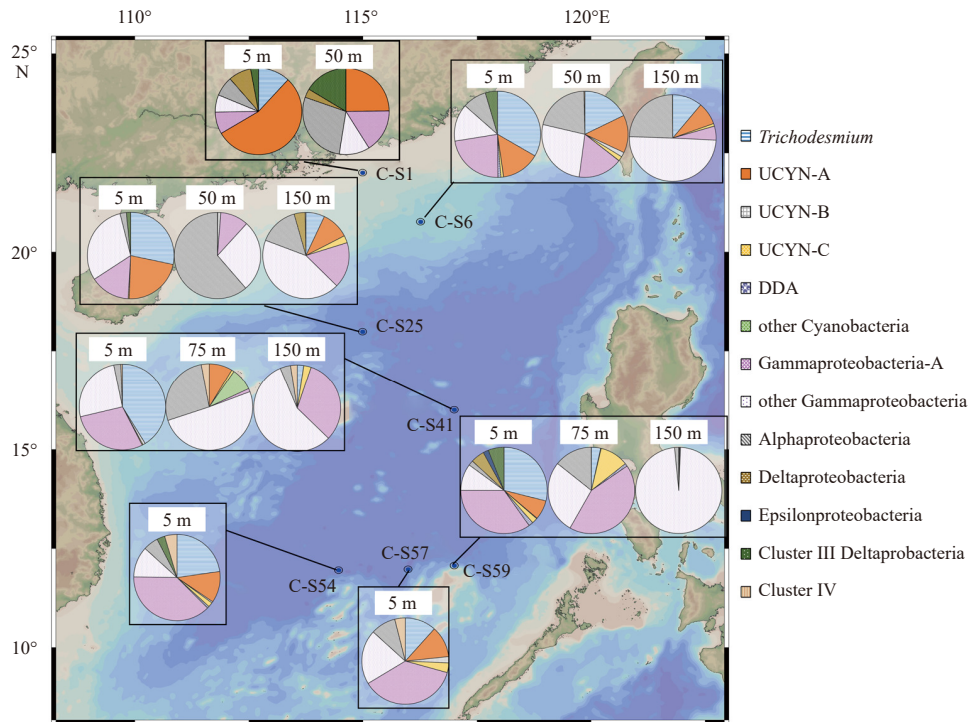 110° 115° 120°E
25°
N
20°
15°
10°
5 m 50 m
C-S1
5 m 50 m 150 m
C-S6
5 m 50 m 150 m
C-S25
5 m 75 m 150 m
C-S41
5 m 75 m 150 m
C-S59
5 m
C-S54
C-S57
5 m
Trichodesmium
UCYN-A
UCYN-B
UCYN-C
DDA
other Cyanobacteria
Gammaproteobacteria-A
other Gammaproteobacteria
Alphaproteobacteria
Deltaproteobacteria
Epsilonproteobacteria
Cluster III Deltaprobacteria
Cluster IV